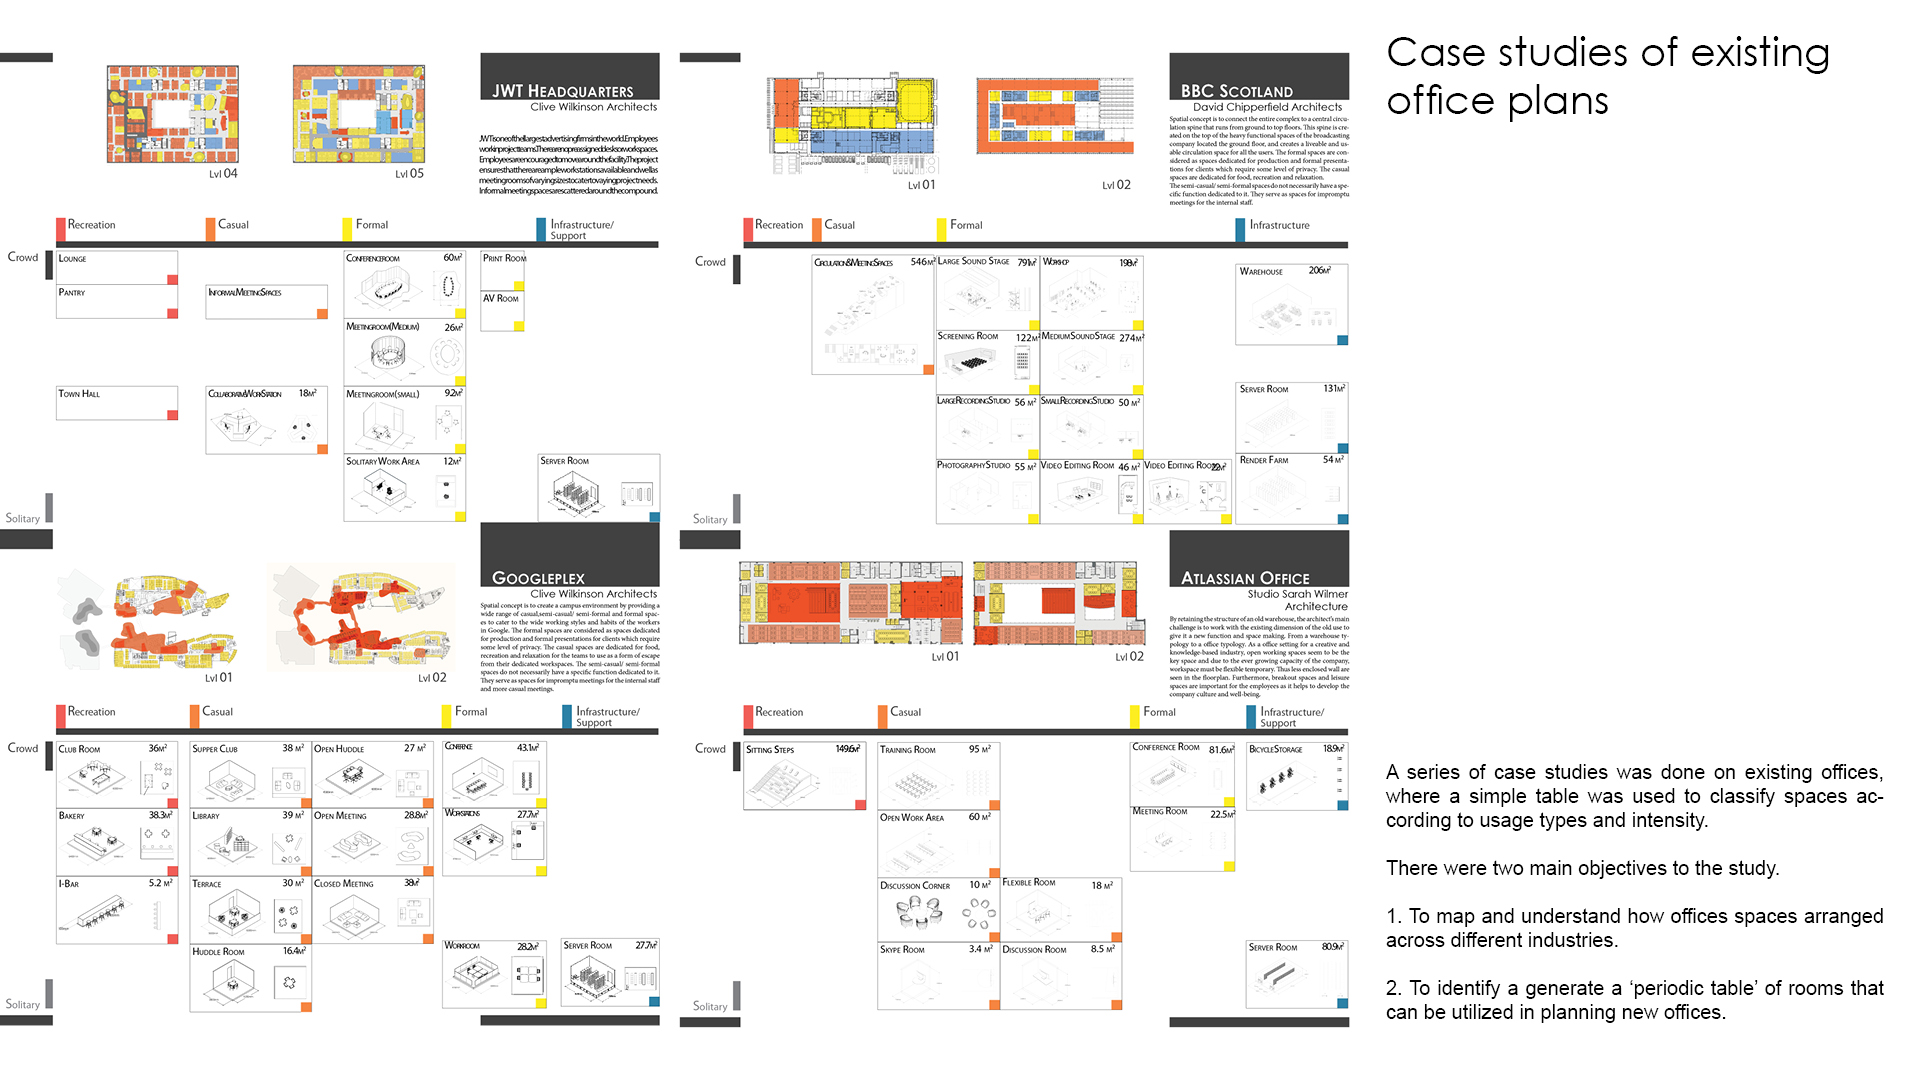 Case studies of existing
office plans
JWT Headquarters
Clive Wilkinson Architects
JWT is one of the largest advertising firms in the world. Employees
work in project teams. There are no preassigned desks or workspaces.
Employees are encouraged to move around the facility. The project
ensures that there are ample workstations available and well as
meeting rooms of varying sizes to cater to vaying project needs.
Informal meeting spaces are scattered around the compound.
Lvl 04
Lvl 05
Recreation
Casual
Formal
Infrastructure/
Support
Crowd
Solitary
Lounge
Pantry
Informal Meeting Spaces
Town Hall
Collaborative Work Station 18m²
Conference room 60m²
Meeting room (Medium) 26m²
Meeting room (small) 9.2m²
Solitary Work Area 12m²
Print Room
AV Room
Server Room
BBC Scotland
David Chipperfield Architects
Spatial concept is to connect the entire complex to a central circu-
lation spine that runs from ground to top floors. This spine is cre-
ated on the top of the heavy functional spaces of the broadcasting
company located the ground floor, and creates a liveable and us-
able circulation space for all the users. The formal spaces are con-
sidered as spaces dedicated for production and formal presenta-
tions for clients which require some level of privacy. The casual
spaces are dedicated for food, recreation and relaxation.
The semi-casual/ semi-formal spaces do not necessarily have a spe-
cific function dedicated to it. They serve as spaces for impromptu
meetings for the internal staff.
Lvl 01
Lvl 02
Recreation
Casual
Formal
Infrastructure
Crowd
Solitary
Circulation & Meeting Spaces 546m²
Large Sound Stage 791m²
Workshop 198m²
Screening Room 122m²
Medium Sound Stage 274m²
Large Recording Studio 56 m²
Small Recording Studio 50 m²
Photography Studio 55 m²
Video Editing Room 46 m²
Video Editing Room 22m²
Warehouse 206m²
Server Room 131m²
Render Farm 54 m²
Googleplex
Clive Wilkinson Architects
Spatial concept is to create a campus environment by providing a
wide range of casual,semi-casual/ semi-formal and formal spac-
es to cater to the wide working styles and habits of the workers
in Google. The formal spaces are considered as spaces dedicated
for production and formal presentations for clients which require
some level of privacy. The casual spaces are dedicated for food,
recreation and relaxation for the teams to use as a form of escape
from their dedicated workspaces. The semi-casual/ semi-formal
spaces do not necessarily have a specific function dedicated to it.
They serve as spaces for impromptu meetings for the internal staff
and more casual meetings.
Lvl 01
Lvl 02
Recreation
Casual
Formal
Infrastructure/
Support
Crowd
Solitary
Club Room 36m²
Bakery 38.3m²
I-Bar 5.2 m²
Supper Club 38 m²
Open Huddle 27 m²
Library 39 m²
Open Meeting 28.8m²
Terrace 30 m²
Closed Meeting 38m²
Huddle Room 16.4m²
Conference 43.1m²
Workstations 27.7m²
Workroom 28.2m²
Server Room 27.7m²
Atlassian Office
Studio Sarah Wilmer
Architecture
By retaining the structure of an old warehouse, the architect's main
challenge is to work with the existing dimension of the old use to
give it a new function and space making. From a warehouse ty-
pology to a office typology. As a office setting for a creative and
knowledge-based industry, open working spaces seem to be the
key space and due to the ever growing capacity of the company,
workspace must be flexible temporary. Thus less enclosed wall are
seen in the floorplan. Furthermore, breakout spaces and leisure
spaces are important for the employees as it helps to develop the
company culture and well-being.
Lvl 01
Lvl 02
Recreation
Casual
Formal
Infrastructure/
Support
Crowd
Solitary
Sitting Steps 149.6m²
Training Room 95 m²
Open Work Area 60 m²
Discussion Corner 10 m²
Flexible Room 18 m²
Skype Room 3.4 m²
Discussion Room 8.5 m²
Conference Room 81.6m²
Meeting Room 22.5m²
Bicycle Storage 18.9m²
Server Room 80.9m²
A series of case studies was done on existing offices,
where a simple table was used to classify spaces ac-
cording to usage types and intensity.
There were two main objectives to the study.
1. To map and understand how offices spaces arranged
across different industries.
2. To identify a generate a ‘periodic table’ of rooms that
can be utilized in planning new offices.